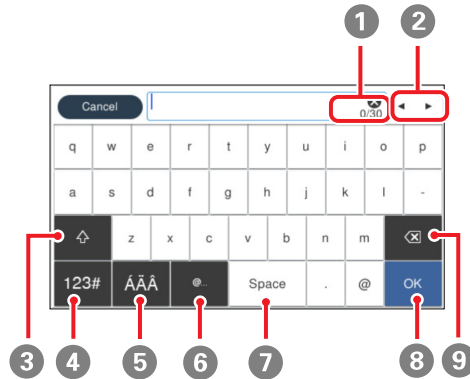 1 2
Cancel 0/30
q w e r t y u i o p
a s d f g h j k l -
z x c v b n m
123# ÁÃÂ @... Space . @ OK
3 4 5 6 7 8 9